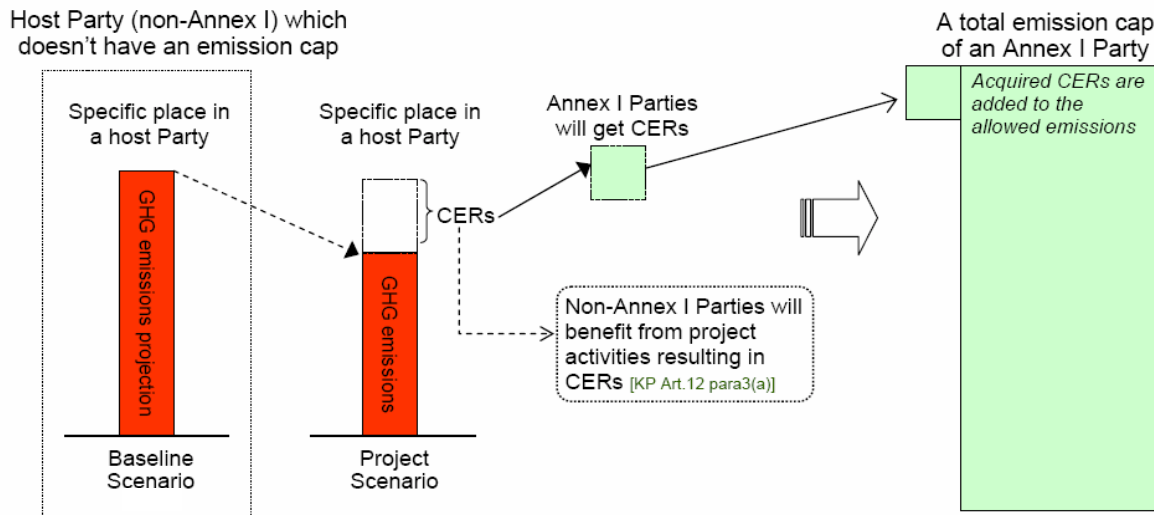 Host Party (non-Annex I) which
doesn't have an emission cap
Specific place in
a host Party
GHG emissions projection
Baseline
Scenario
Specific place in
a host Party
CERs
GHG emissions
Project
Scenario
Annex I Parties
will get CERs
Non-Annex I Parties will
benefit from project
activities resulting in
CERs [KP Art.12 para3(a)]
A total emission cap
of an Annex I Party
Acquired CERs are
added to the
allowed emissions